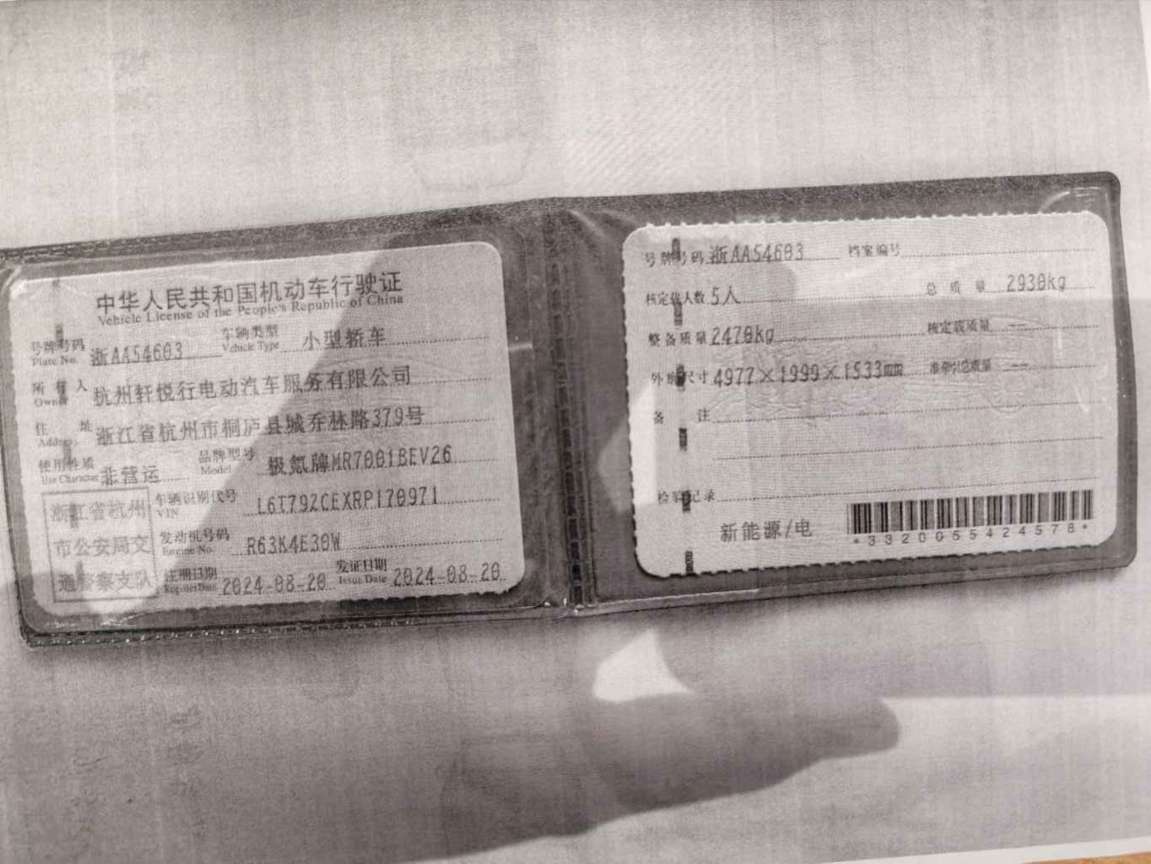 中华人民共和国机动车行驶证
Vehicle License of the People's Republic of China
号牌号码 浙AA54603 车辆类型 小型轿车
Plate No. Vehicle Type
所有人 杭州轩悦行电动汽车服务有限公司
Owner
住址 浙江省杭州市桐庐县城乔林路379号
Address
使用性质 非营运 品牌型号 极氪牌MR7001BEV26
Use Character Model
浙江省杭州
市公安局交
通警察支队
车辆识别代号 L6T792CEXRP170971
VIN
发动机号码 R63K4E30W
Engine No.
注册日期 2024-08-20 发证日期 2024-08-20
Register Date Issue Date
号牌号码 浙AA54603 档案编号
核定载人数 5人 总质量 2930kg
整备质量 2470kg 核定载质量 --
外廓尺寸 4977×1999×1533mm 准牵引总质量 --
备注
检验记录
新能源/电
*3320055424578*